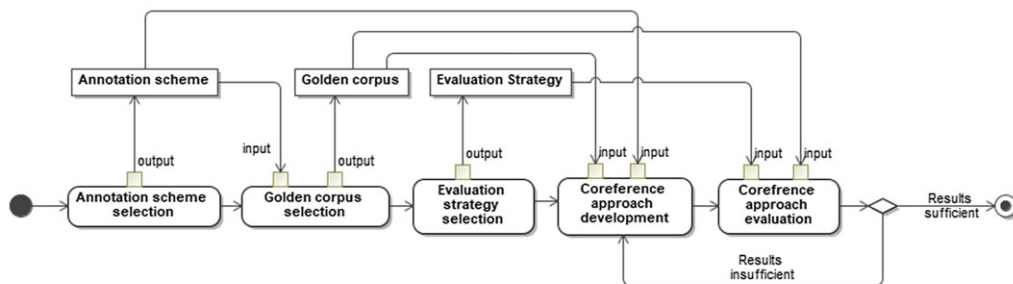 Annotation scheme
Golden corpus
Evaluation Strategy
output
input
output
output
input
input
input
input
Annotation scheme
selection
Golden corpus
selection
Evaluation
strategy
selection
Coreference
approach
development
Corefrence
approach
evaluation
Results
sufficient
Results
insufficient